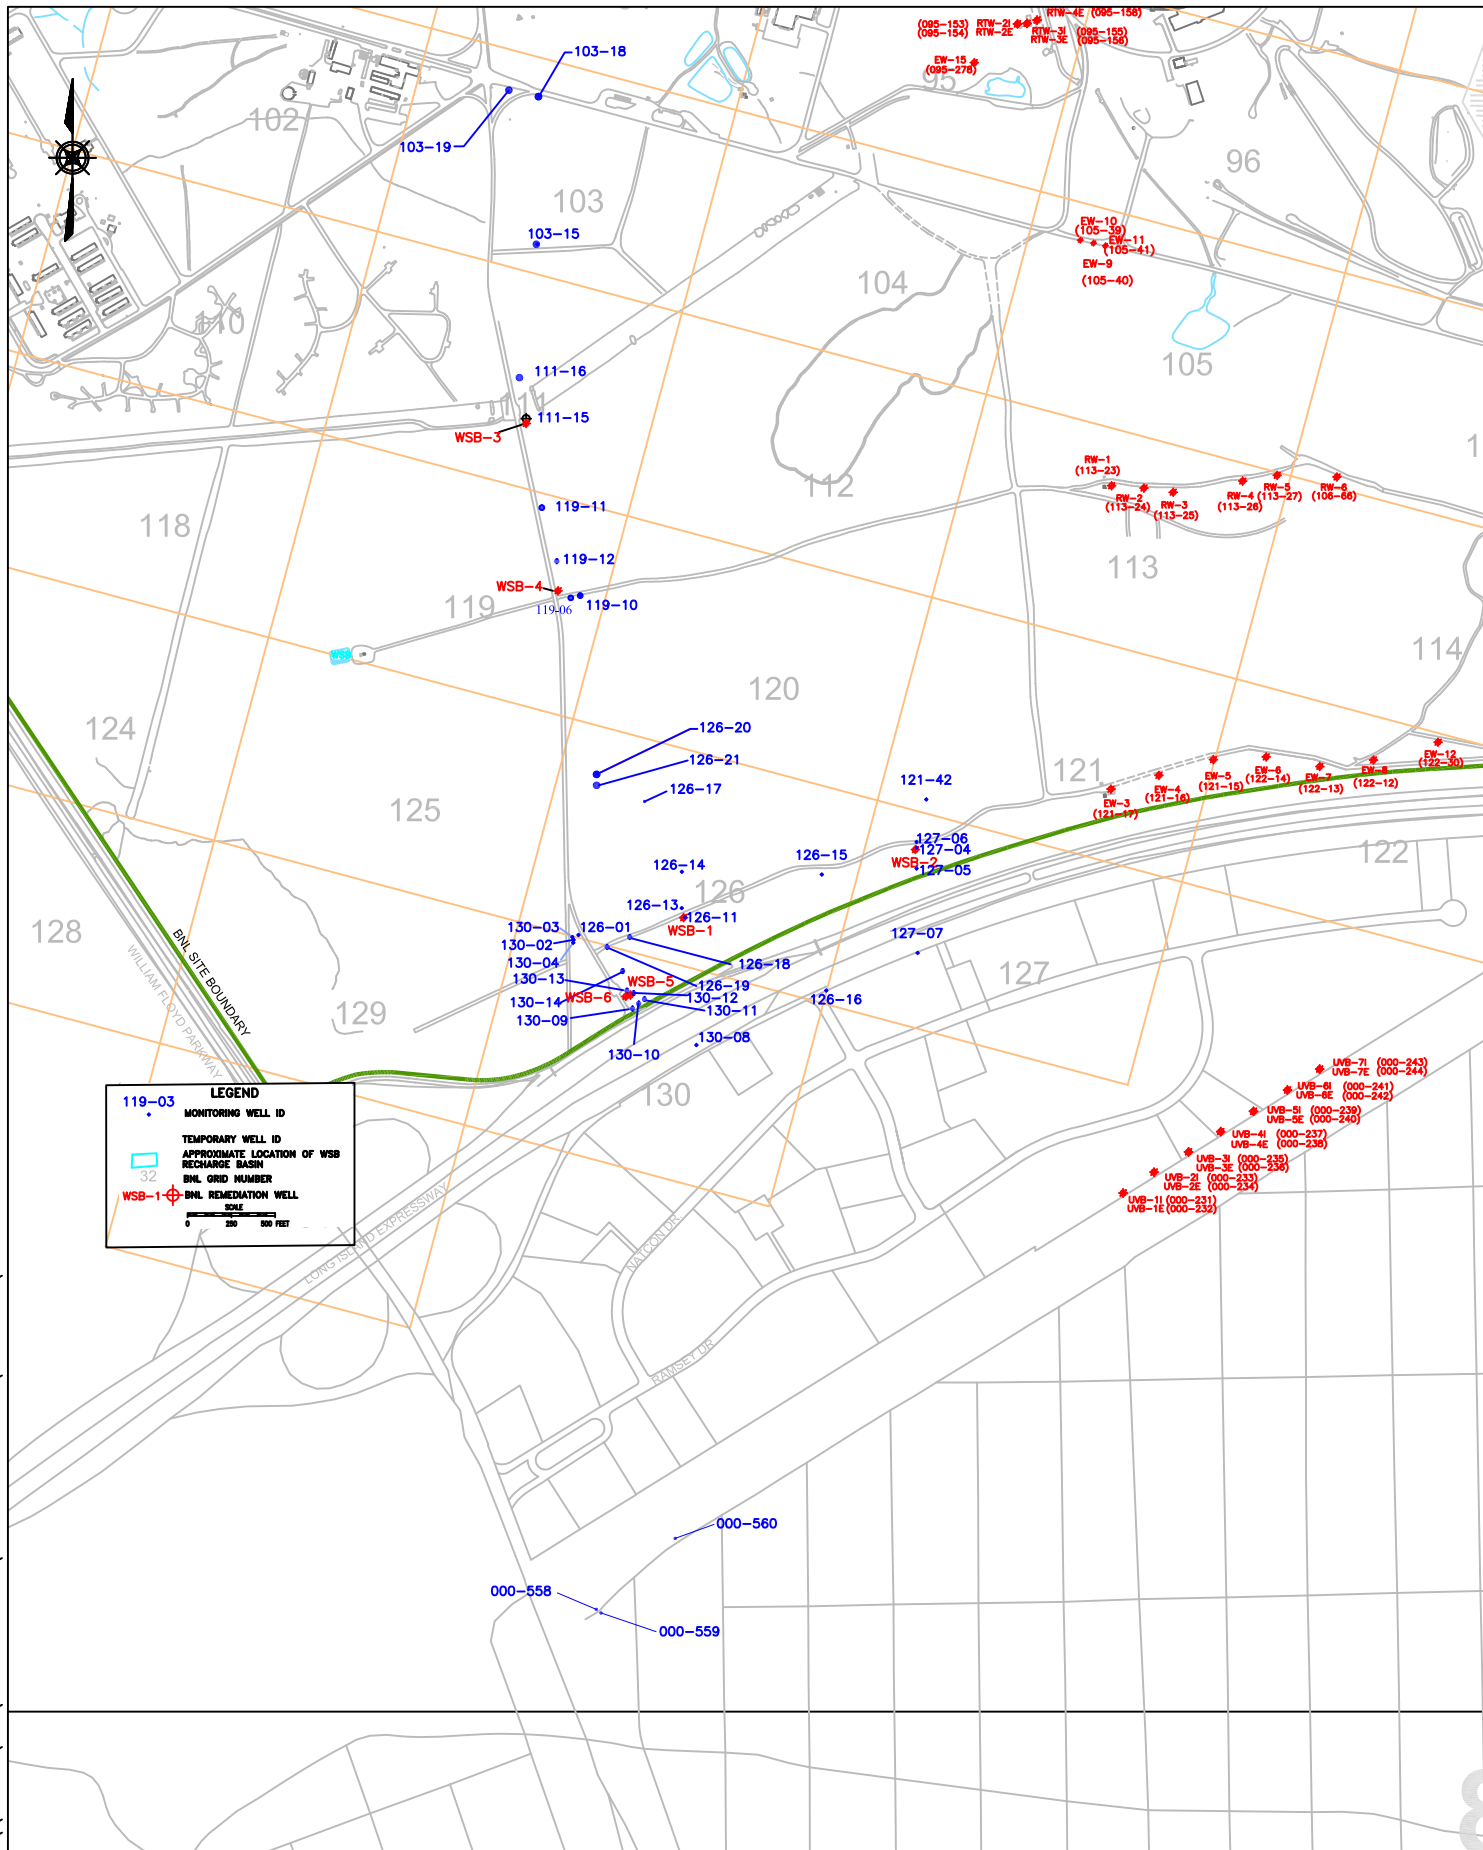 RTW-4E (095-158)
(095-153) RTW-2I
(095-154) RTW-2E
RTW-3I (095-155)
RTW-3E (095-156)
103-18
EW-15
(095-278)
95
102
103-19
96
103
103-15
EW-10
(105-39)
EW-11
(105-41)
EW-9
(105-40)
104
110
105
111-16
111
111-15
WSB-3
11
RW-1
(113-23)
112
RW-2
(113-24)
RW-3
(113-25)
RW-4
(113-26)
RW-5
(113-27)
RW-6
(106-66)
119-11
118
119-12
113
WSB-4
119
119-06
119-10
114
WSB
120
124
126-20
126-21
126-17
121-42
121
EW-3
(121-17)
EW-4
(121-16)
EW-5
(121-15)
EW-6
(122-14)
EW-7
(122-13)
EW-8
(122-12)
EW-12
(122-30)
125
127-06
127-04
WSB-2
127-05
122
126-15
126-14
126
126-13
126-11
WSB-1
128
130-03
126-01
130-02
130-04
127-07
126-18
127
BNL SITE BOUNDARY
WILLIAM FLOYD PARKWAY
130-13
WSB-5
126-19
130-14
WSB-6
130-12
126-16
130-11
130-09
129
130-08
130-10
130
UVB-7I (000-243)
UVB-7E (000-244)
UVB-6I (000-241)
UVB-6E (000-242)
UVB-5I (000-239)
UVB-5E (000-240)
UVB-4I (000-237)
UVB-4E (000-238)
UVB-3I (000-235)
UVB-3E (000-236)
UVB-2I (000-233)
UVB-2E (000-234)
UVB-1I (000-231)
UVB-1E (000-232)
LEGEND
119-03
MONITORING WELL ID
TEMPORARY WELL ID
APPROXIMATE LOCATION OF WSB
RECHARGE BASIN
32
BNL GRID NUMBER
WSB-1
BNL REMEDIATION WELL
SCALE
0 250 500 FEET
LONG ISLAND EXPRESSWAY
NATCON DR
RAMSEY DR
000-560
000-558
000-559
8